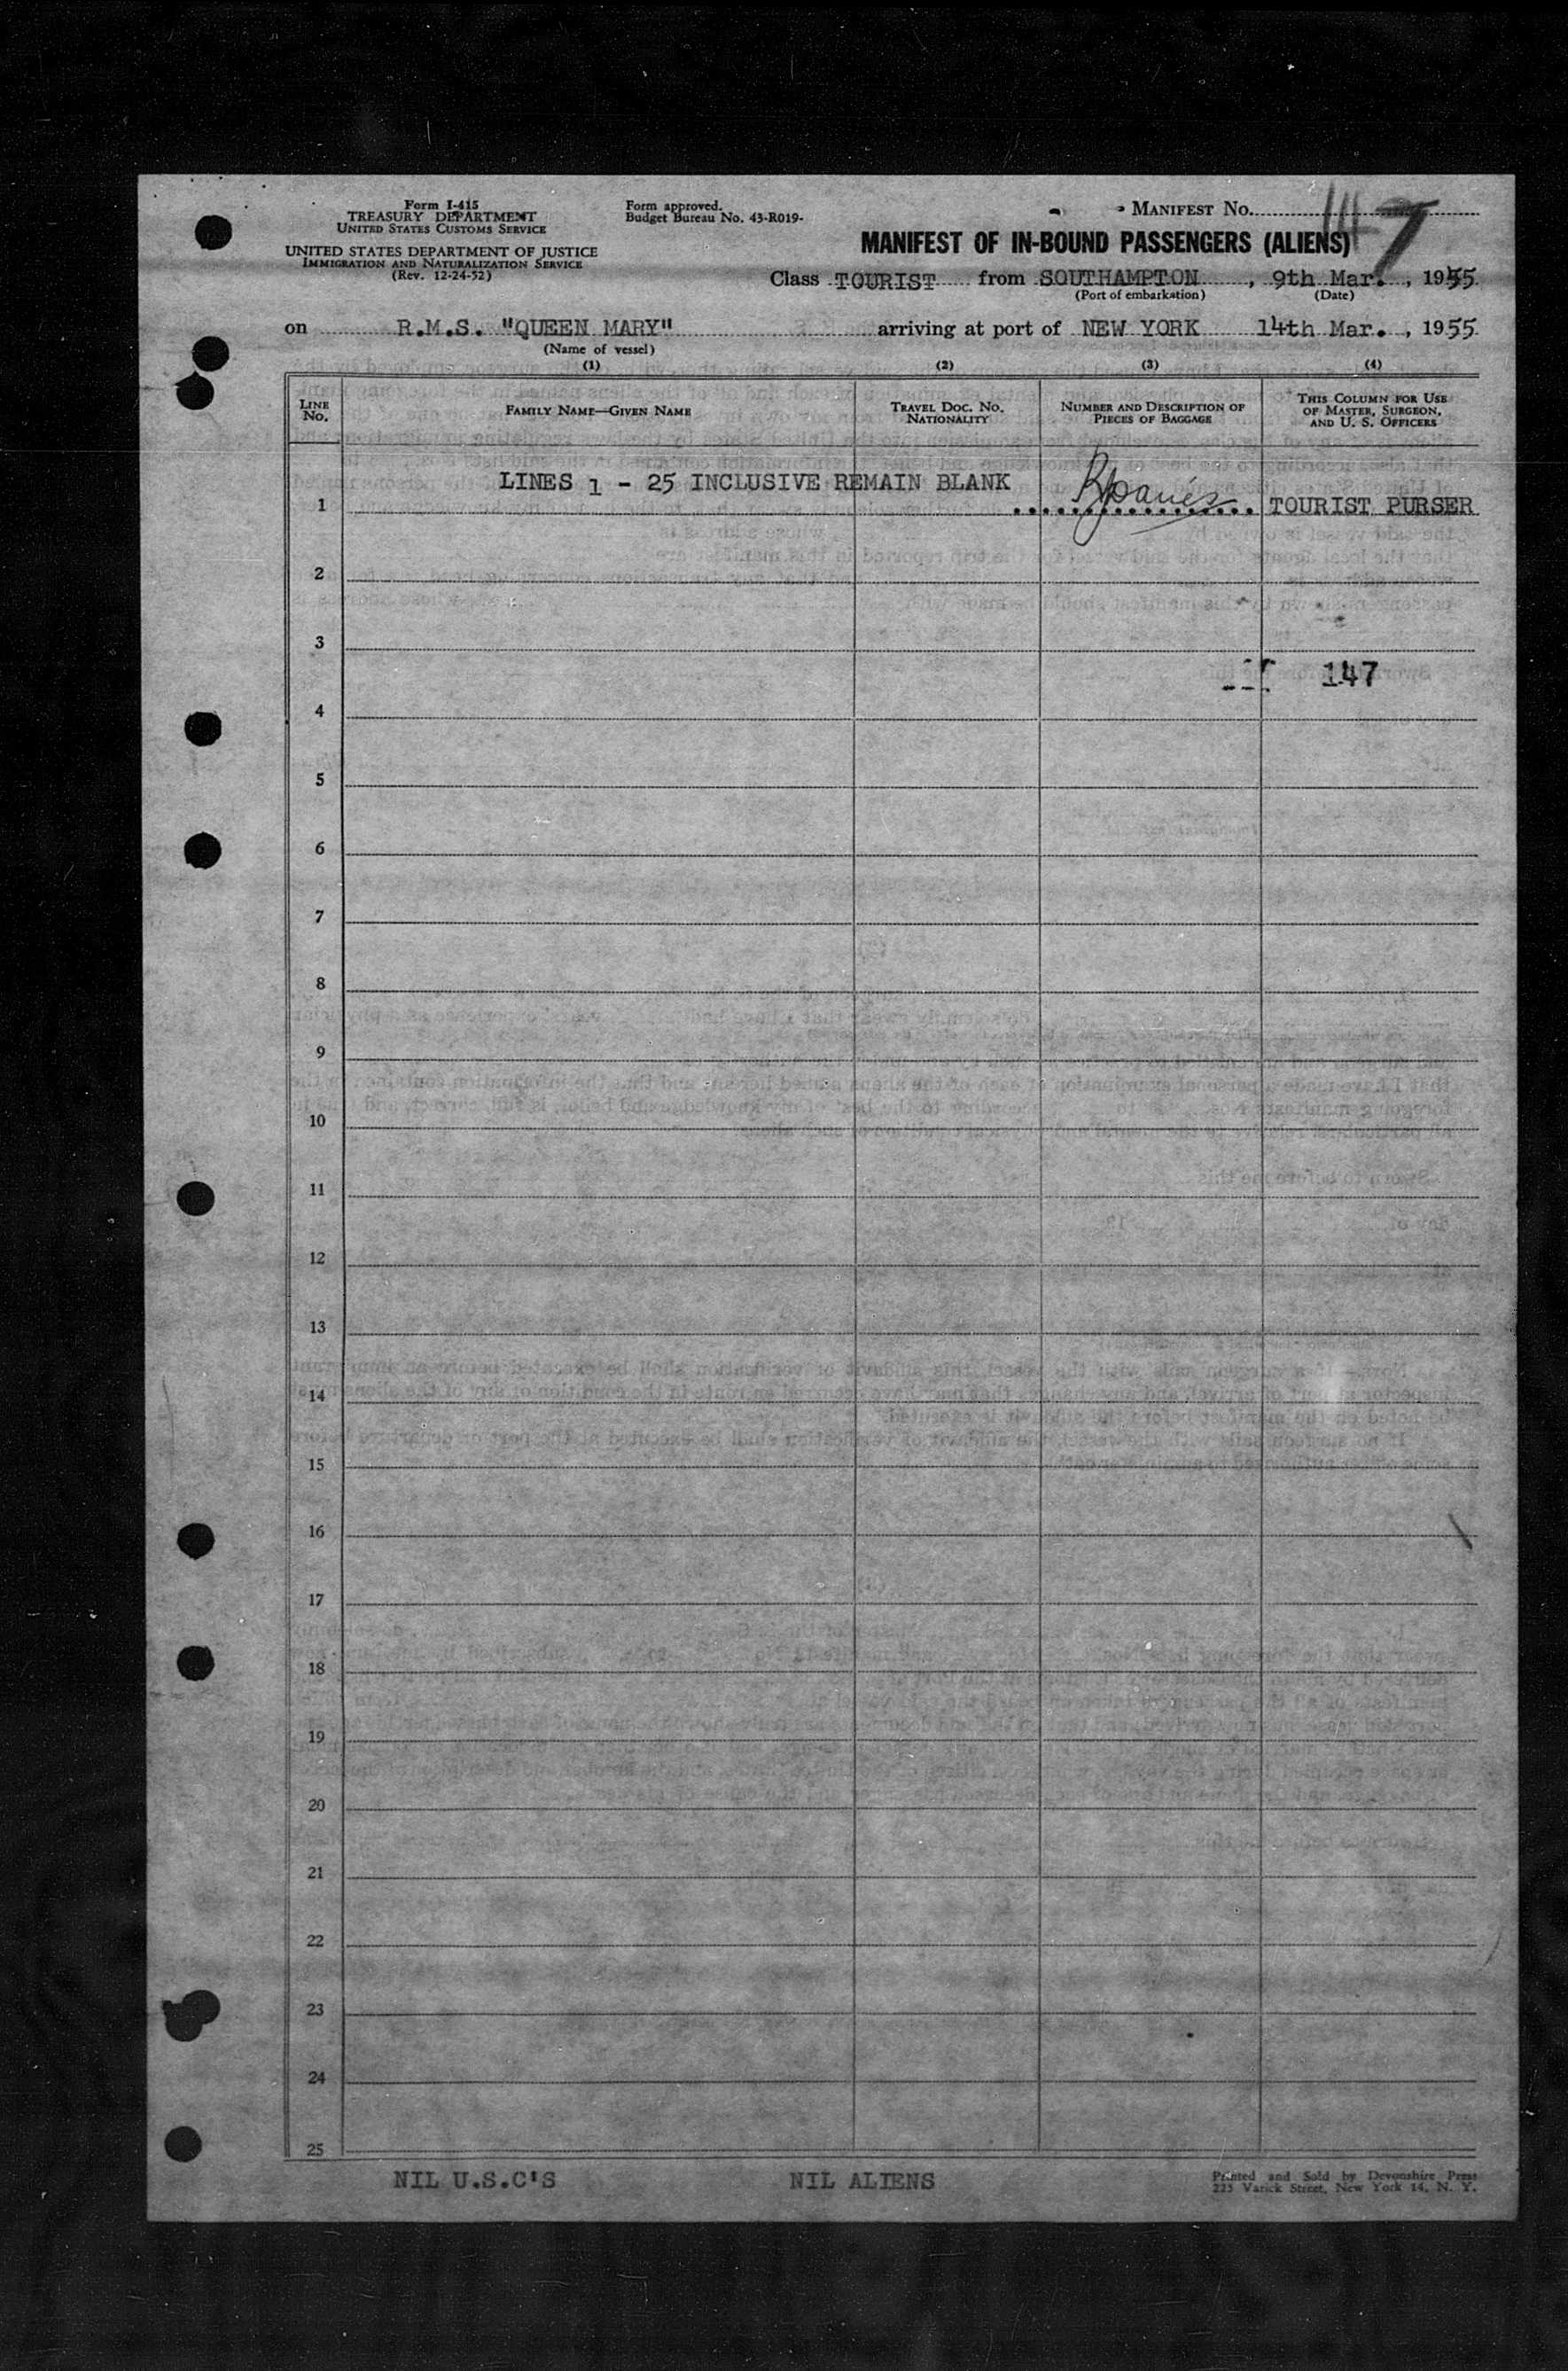 Form I-415
TREASURY DEPARTMENT
UNITED STATES CUSTOMS SERVICE
UNITED STATES DEPARTMENT OF JUSTICE
IMMIGRATION AND NATURALIZATION SERVICE
(Rev. 12-24-52)
Form approved.
Budget Bureau No. 43-R019-
MANIFEST No. 147
MANIFEST OF IN-BOUND PASSENGERS (ALIENS)
Class TOURIST from SOUTHAMPTON, 9th Mar., 1955
(Port of embarkation) (Date)
on R.M.S. "QUEEN MARY" arriving at port of NEW YORK 14th Mar., 1955
(Name of vessel)
(1) (2) (3) (4)
LINE No. FAMILY NAME—GIVEN NAME TRAVEL DOC. NO. NATIONALITY NUMBER AND DESCRIPTION OF PIECES OF BAGGAGE THIS COLUMN FOR USE OF MASTER, SURGEON, AND U. S. OFFICERS
LINES 1 - 25 INCLUSIVE REMAIN BLANK
1 TOURIST PURSER
2
3
147
4
5
6
7
8
9
10
11
12
13
14
15
16
17
18
19
20
21
22
23
24
25
NIL U.S.C'S NIL ALIENS
Printed and Sold by Devonshire Press
225 Varick Street, New York 14, N. Y.